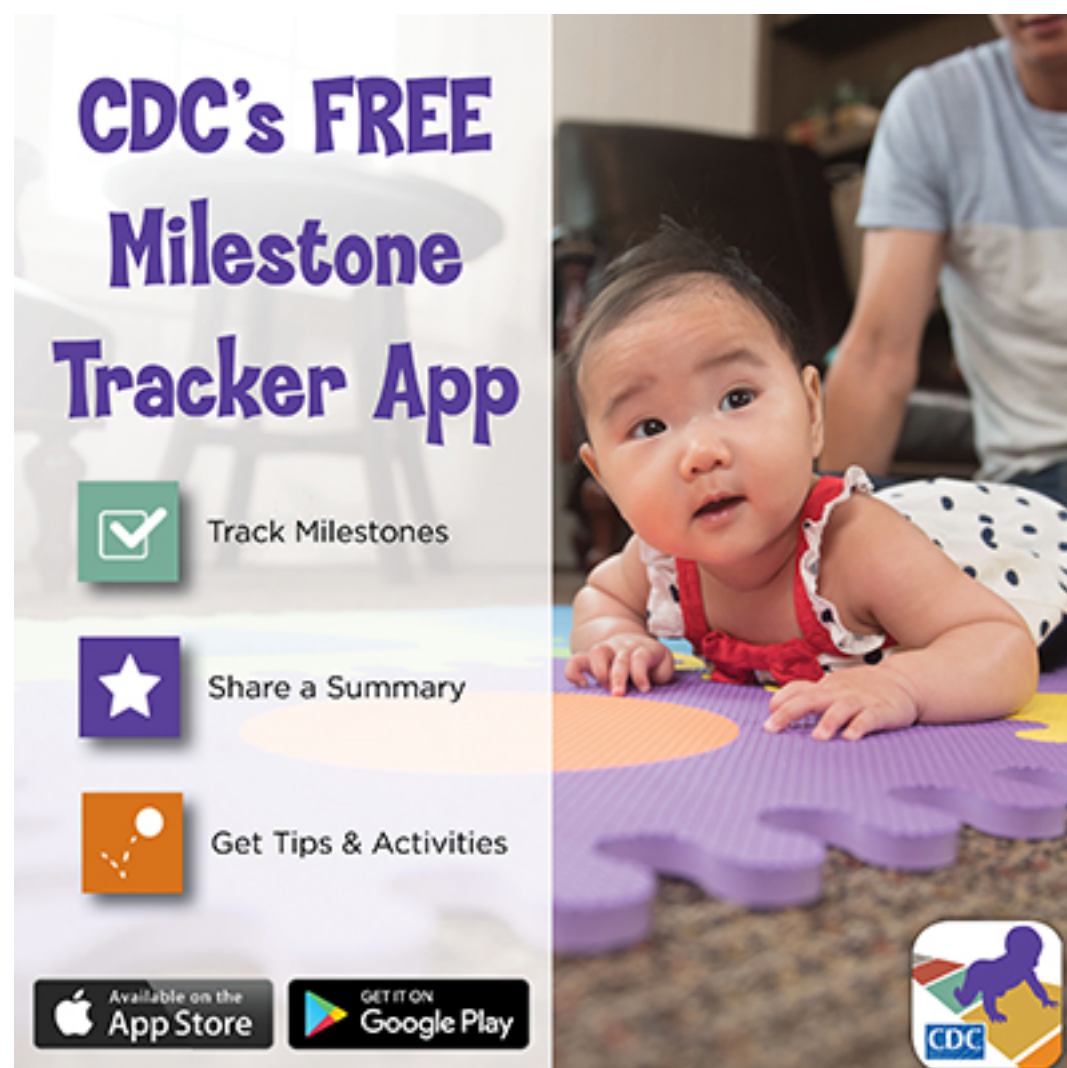 CDC's FREE
Milestone
Tracker App
Track Milestones
Share a Summary
Get Tips & Activities
Available on the
App Store
GET IT ON
Google Play
CDC